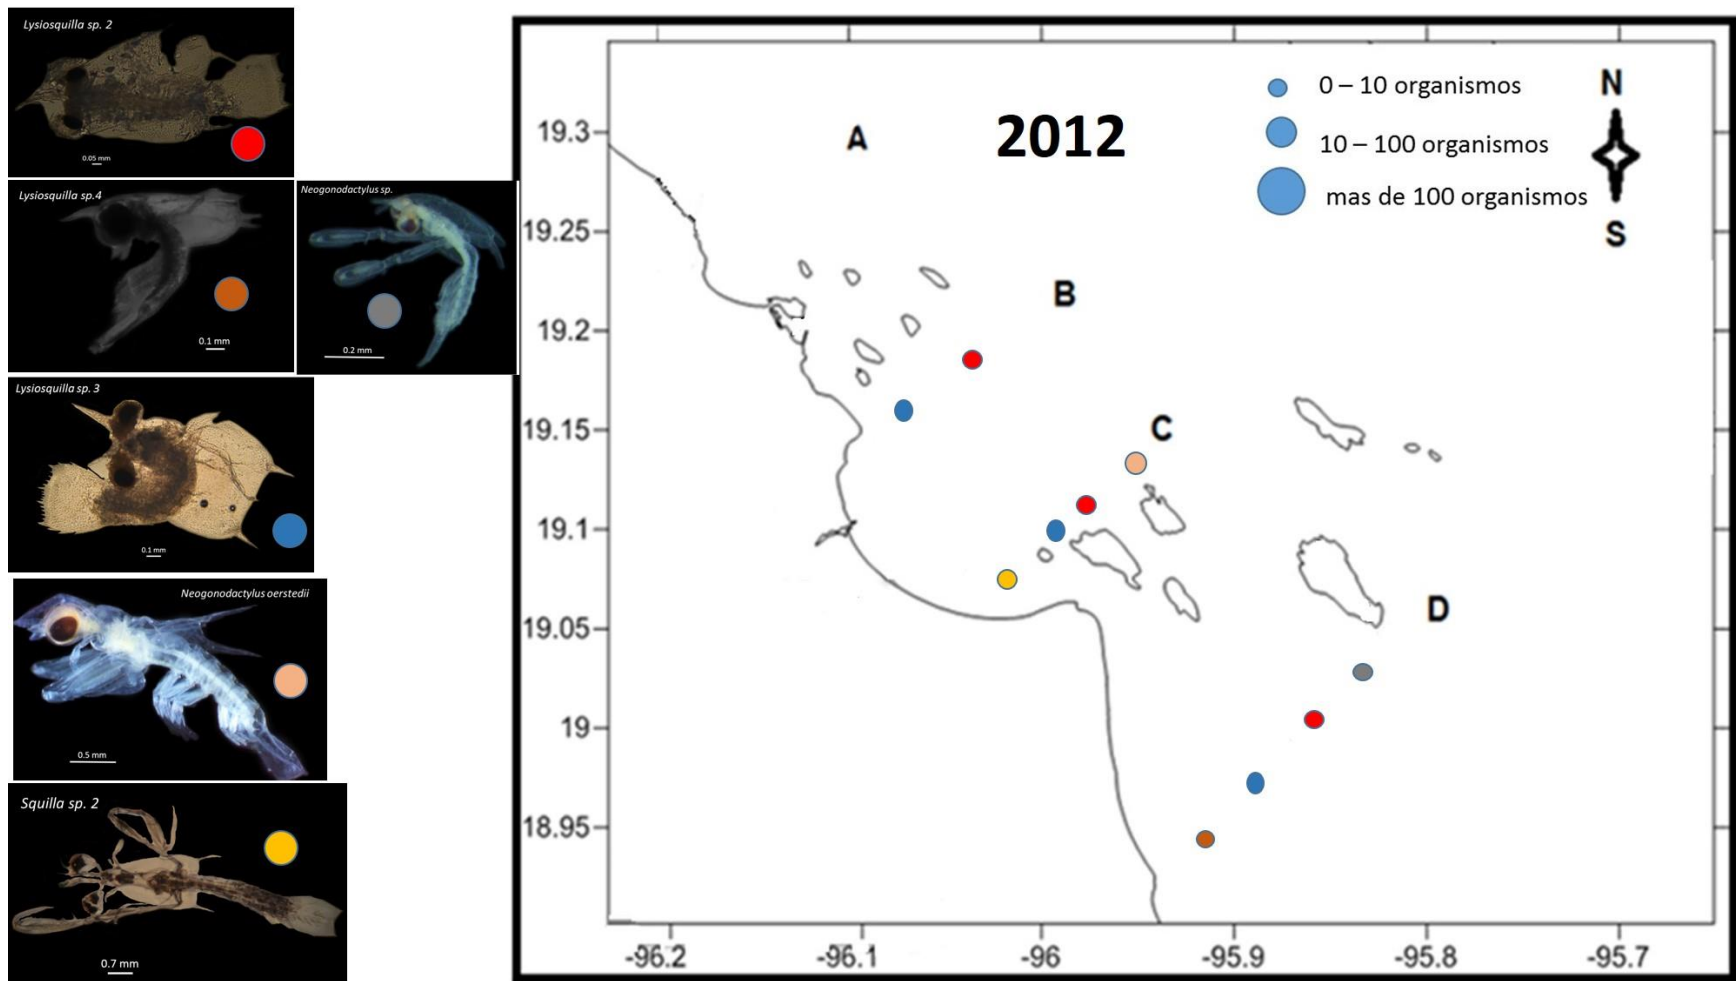 Lysiosquilla sp. 2
0.05 mm
Lysiosquilla sp.4
0.1 mm
Neogonodactylus sp.
0.2 mm
Lysiosquilla sp. 3
0.1 mm
Neogonodactylus oerstedii
0.5 mm
Squilla sp. 2
0.7 mm
2012
0 – 10 organismos
10 – 100 organismos
mas de 100 organismos
N
S
A
B
C
D
19.3
19.25
19.2
19.15
19.1
19.05
19
18.95
-96.2
-96.1
-96
-95.9
-95.8
-95.7